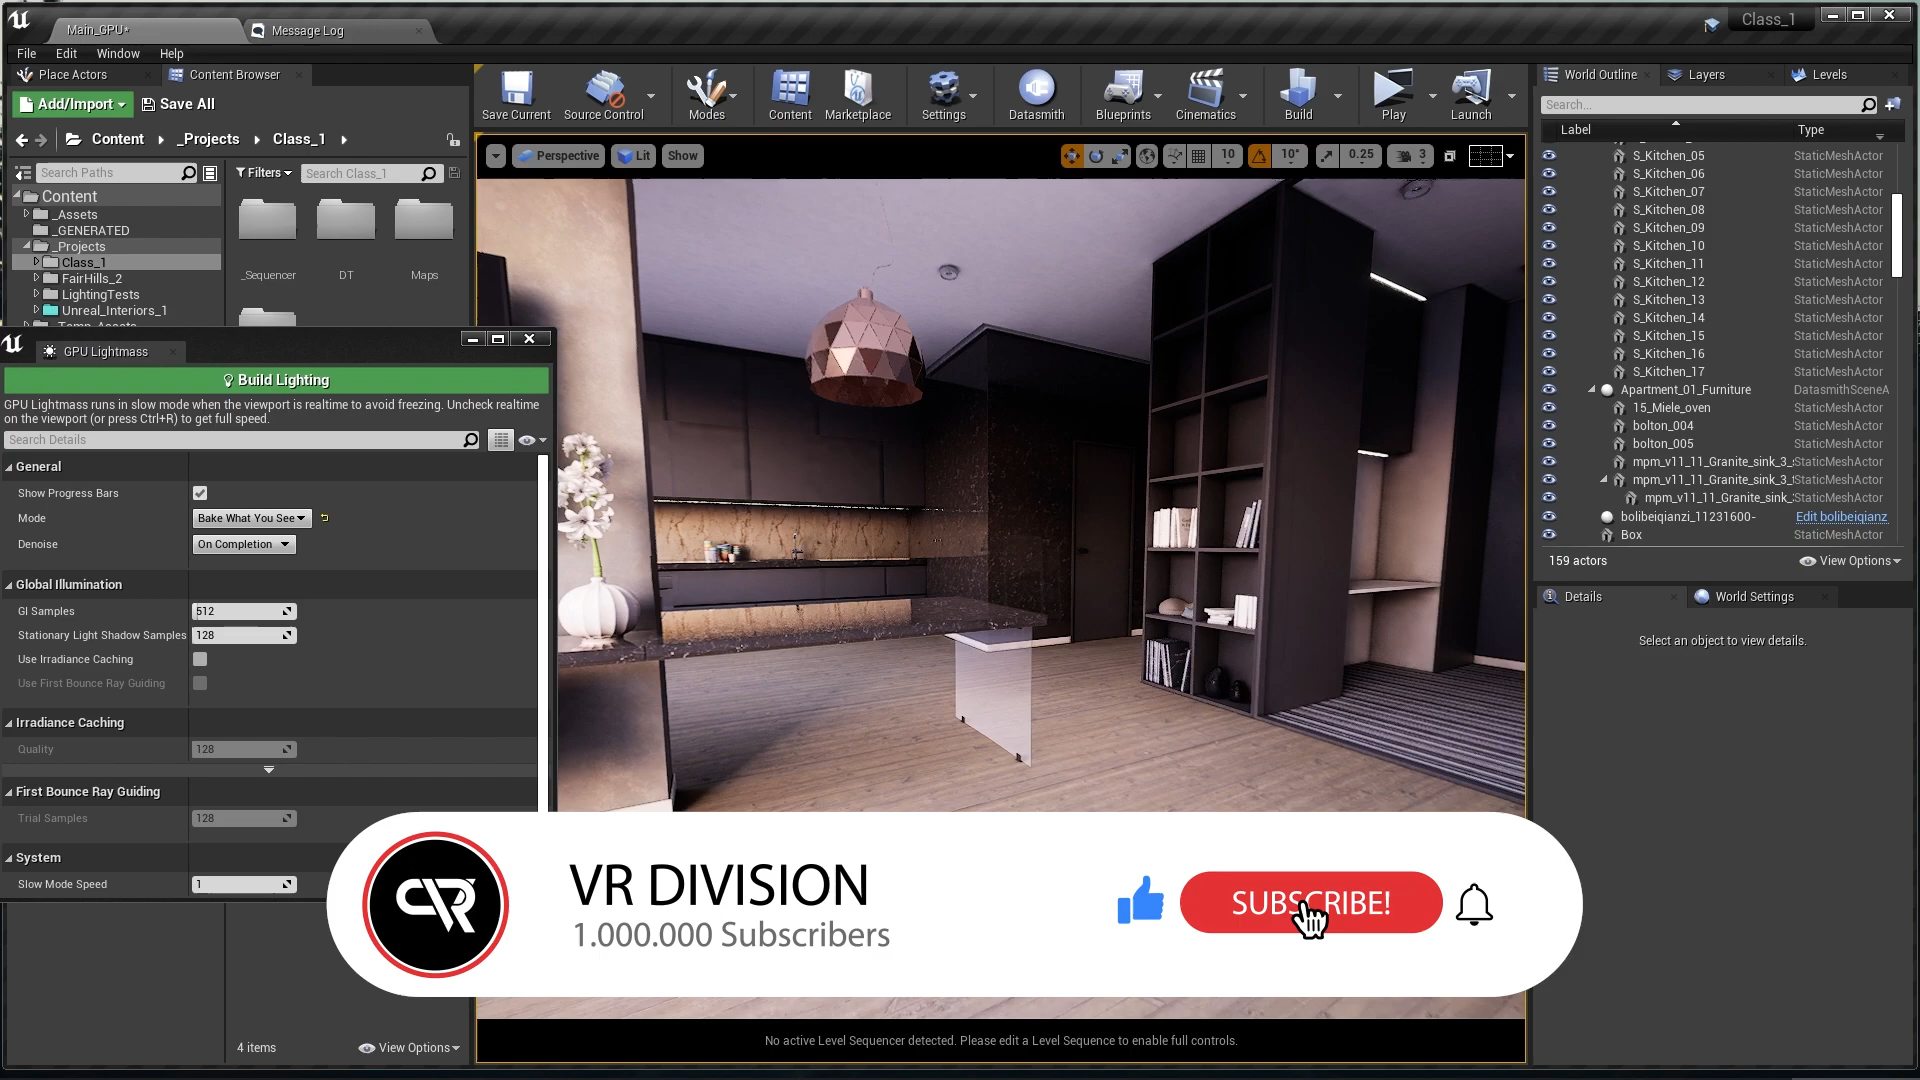 Main_GPU*
Message Log
Class_1
File Edit Window Help
Place Actors
Content Browser
Add/Import
Save All
Content
_Projects
Class_1
Search Paths
Filters
Search Class_1
Content
_Assets
_GENERATED
_Projects
Class_1
FairHills_2
LightingTests
Unreal_Interiors_1
_Sequencer
DT
Maps
Save Current
Source Control
Modes
Content
Marketplace
Settings
Datasmith
Blueprints
Cinematics
Build
Play
Launch
Perspective
Lit
Show
10
10°
0.25
3
World Outline
Layers
Levels
Search...
Label
Type
S_Kitchen_05 StaticMeshActor
S_Kitchen_06 StaticMeshActor
S_Kitchen_07 StaticMeshActor
S_Kitchen_08 StaticMeshActor
S_Kitchen_09 StaticMeshActor
S_Kitchen_10 StaticMeshActor
S_Kitchen_11 StaticMeshActor
S_Kitchen_12 StaticMeshActor
S_Kitchen_13 StaticMeshActor
S_Kitchen_14 StaticMeshActor
S_Kitchen_15 StaticMeshActor
S_Kitchen_16 StaticMeshActor
S_Kitchen_17 StaticMeshActor
Apartment_01_Furniture DatasmithSceneA
15_Miele_oven StaticMeshActor
bolton_004 StaticMeshActor
bolton_005 StaticMeshActor
mpm_v11_11_Granite_sink_3_ StaticMeshActor
mpm_v11_11_Granite_sink_3_ StaticMeshActor
mpm_v11_11_Granite_sink_ StaticMeshActor
bolibeiqianzi_11231600- Edit bolibeiqianz
Box StaticMeshActor
159 actors
View Options
Details
World Settings
Select an object to view details.
GPU Lightmass
Build Lighting
GPU Lightmass runs in slow mode when the viewport is realtime to avoid freezing. Uncheck realtime
on the viewport (or press Ctrl+R) to get full speed.
Search Details
General
Show Progress Bars
Mode Bake What You See
Denoise On Completion
Global Illumination
GI Samples 512
Stationary Light Shadow Samples 128
Use Irradiance Caching
Use First Bounce Ray Guiding
Irradiance Caching
Quality 128
First Bounce Ray Guiding
Trial Samples 128
System
Slow Mode Speed 1
VR DIVISION
1.000.000 Subscribers
SUBSCRIBE!
4 items
View Options
No active Level Sequencer detected. Please edit a Level Sequence to enable full controls.